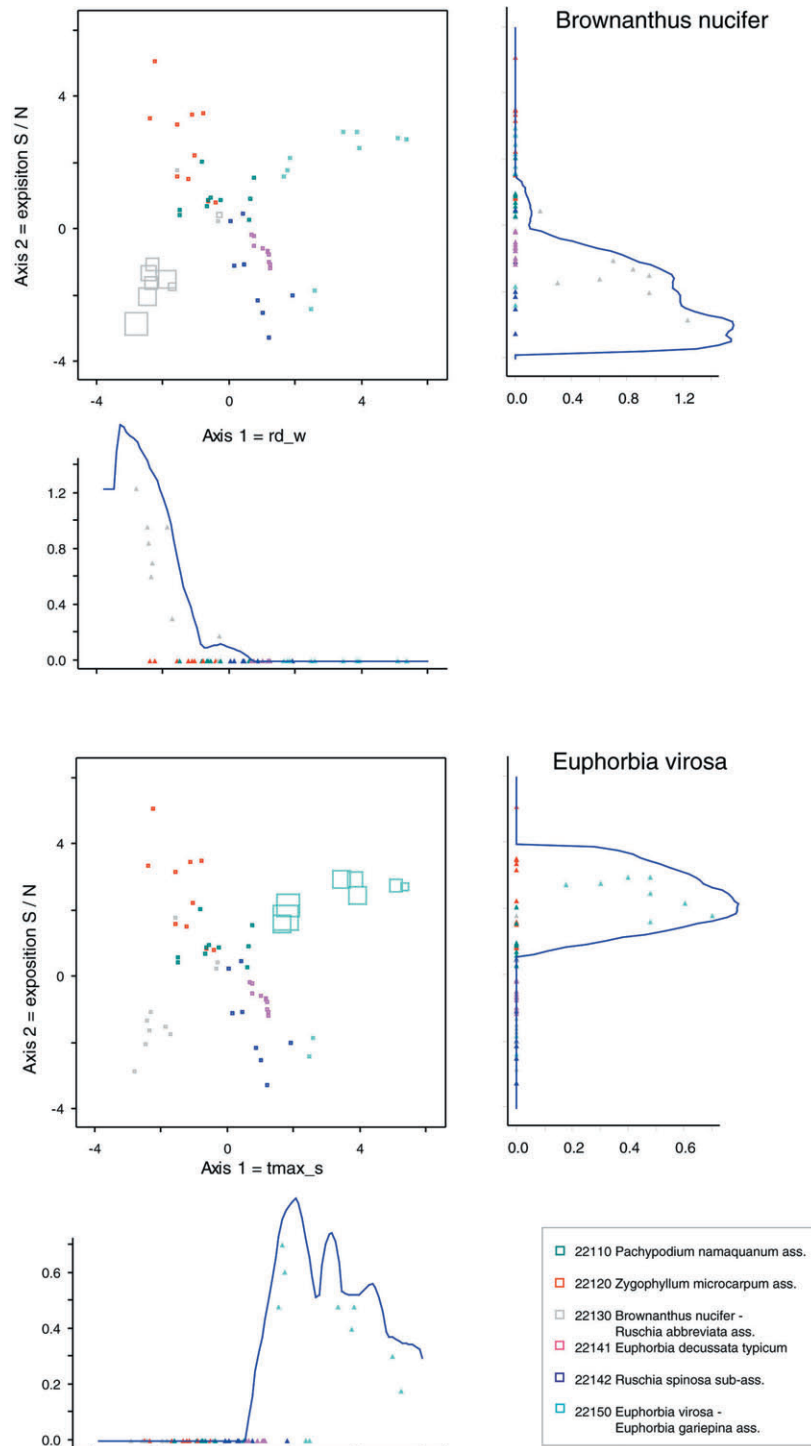 Brownanthus nucifer
Axis 2 = expisiton S / N
4
0
-4
-4
0
4
Axis 1 = rd_w
0.0
0.4
0.8
1.2
1.2
0.8
0.4
0.0
Euphorbia virosa
Axis 2 = exposition S / N
4
0
-4
-4
0
2
4
Axis 1 = tmax_s
0.0
0.2
0.4
0.6
0.6
0.4
0.2
0.0
22110 Pachypodium namaquanum ass.
22120 Zygophyllum microcarpum ass.
22130 Brownanthus nucifer -
Ruschia abbreviata ass.
22141 Euphorbia decussata typicum
22142 Ruschia spinosa sub-ass.
22150 Euphorbia virosa -
Euphorbia gariepina ass.